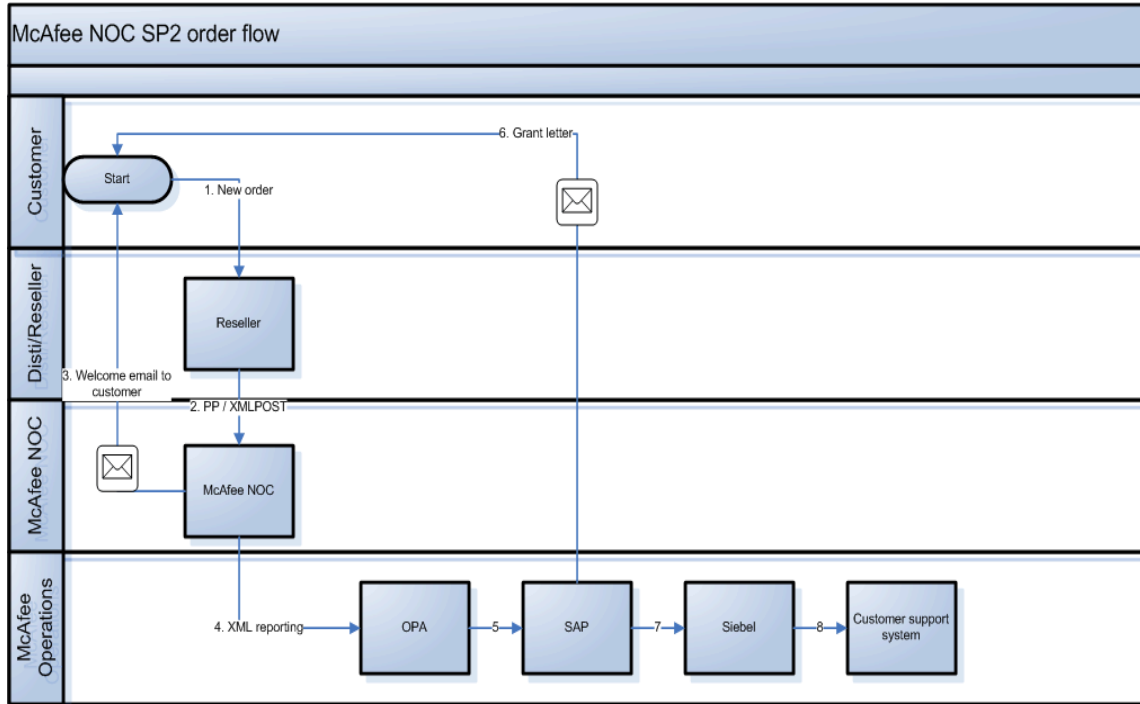 McAfee NOC SP2 order flow
Customer
6. Grant letter
Start
1. New order
Disti/Reseller
Reseller
3. Welcome email to
customer
2. PP / XMLPOST
McAfee NOC
McAfee NOC
McAfee
Operations
4. XML reporting
OPA
5
SAP
7
Siebel
8
Customer support
system